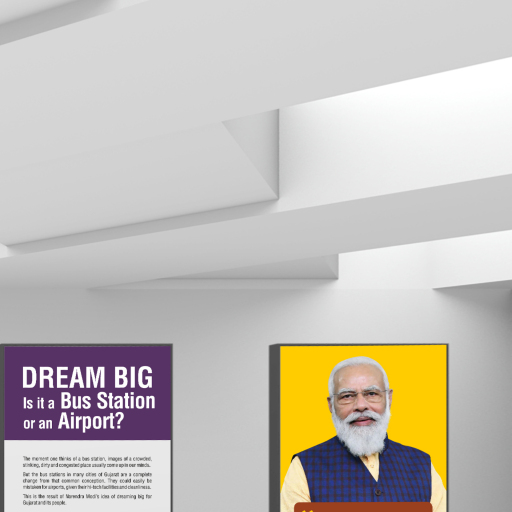 DREAM BIG
Is it a Bus Station
or an Airport?
The moment one thinks of a bus station, images of a crowded,
stinking, dirty and congested place usually come upin our minds.
But the bus stations in many cities of Gujarat are a complete
change from that common conception. They could easily be
mistaken for airports, given their hi-tech facilities and cleanliness.
This is the result of Narendra Modi's idea of dreaming big for
Gujarat and its people.